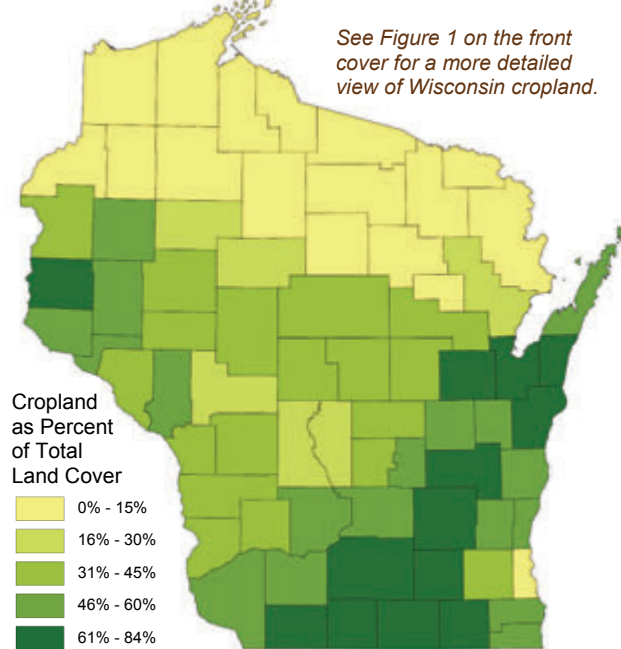 See Figure 1 on the front
cover for a more detailed
view of Wisconsin cropland.
Cropland
as Percent
of Total
Land Cover
0% - 15%
16% - 30%
31% - 45%
46% - 60%
61% - 84%